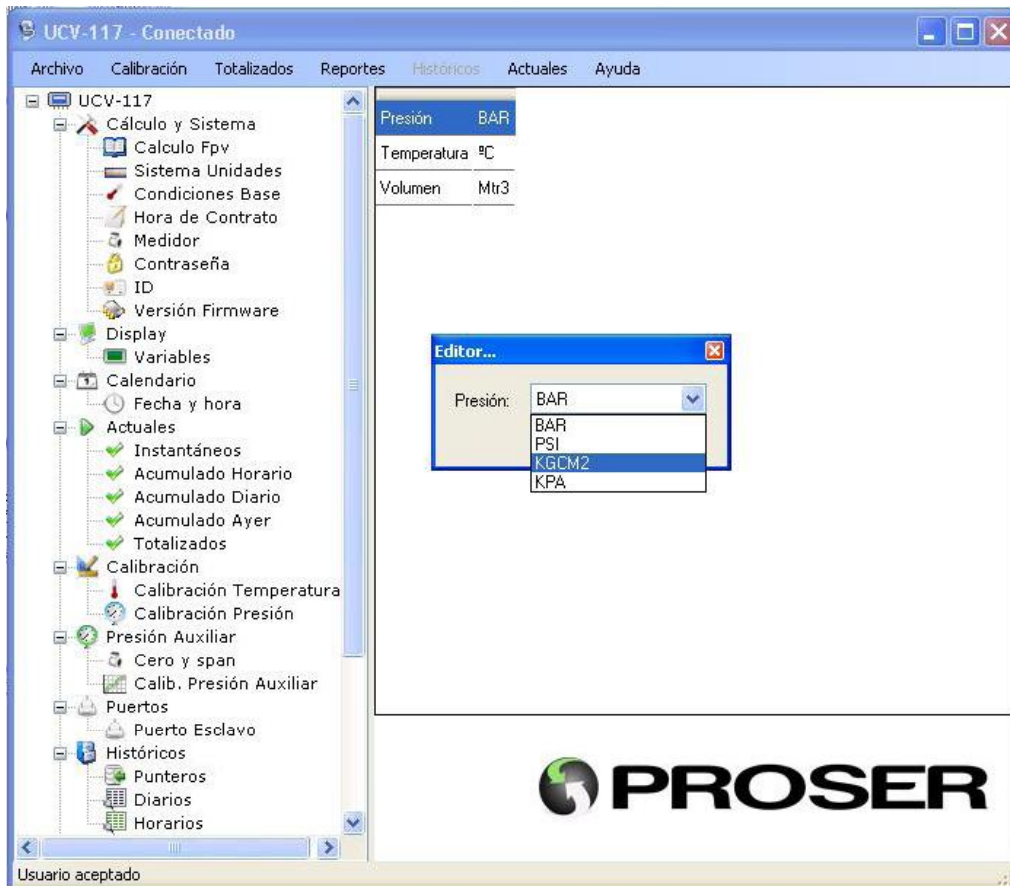 UCV-117 - Conectado
Archivo Calibración Totalizados Reportes Históricos Actuales Ayuda
UCV-117
Cálculo y Sistema
Calculo Fpv
Sistema Unidades
Condiciones Base
Hora de Contrato
Medidor
Contraseña
ID
Versión Firmware
Display
Variables
Calendario
Fecha y hora
Actuales
Instantáneos
Acumulado Horario
Acumulado Diario
Acumulado Ayer
Totalizados
Calibración
Calibración Temperatura
Calibración Presión
Presión Auxiliar
Cero y span
Calib. Presión Auxiliar
Puertos
Puerto Esclavo
Históricos
Punteros
Diarios
Horarios
Presión BAR
Temperatura ºC
Volumen Mtr3
Editor...
Presión: BAR
BAR
PSI
KGCM2
KPA
PROSER
Usuario aceptado